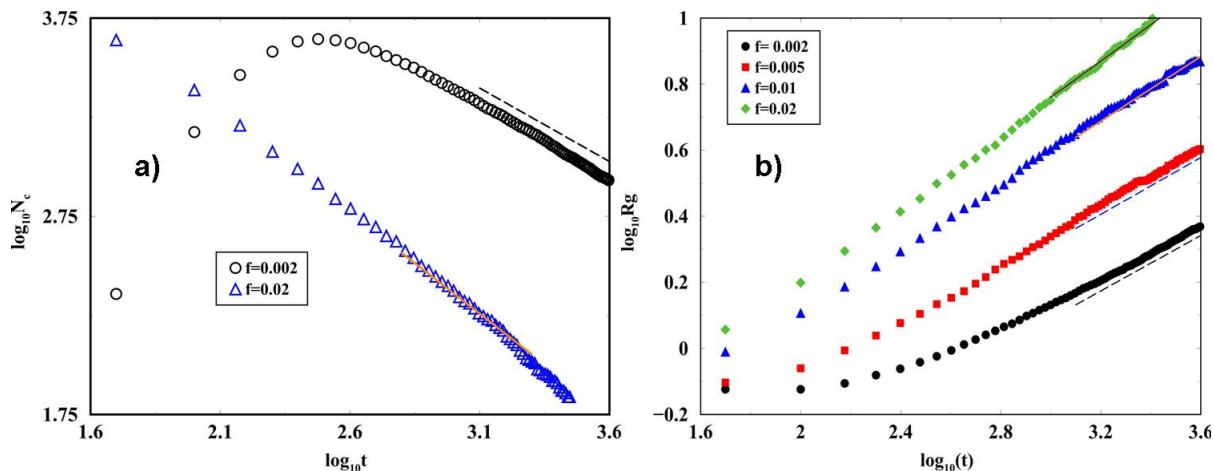 3.75
2.75
1.75
log10Nc
a)
f=0.002
f=0.02
1.6
2.1
2.6
3.1
3.6
log10t
1
0.8
0.6
0.4
0.2
0
−0.2
log10Rg
f= 0.002
f=0.005
f=0.01
f=0.02
b)
1.6
2
2.4
2.8
3.2
3.6
log10(t)